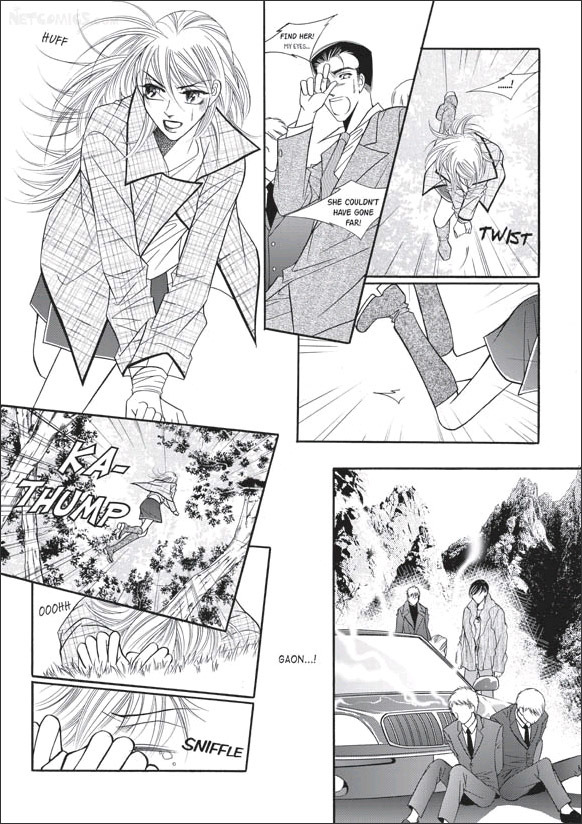 NETCOMICS
HUFF
FIND HER!
MY EYES...
SHE COULDN'T
HAVE GONE
FAR!
......!
TWIST
KA-
THUMP
OOOHH
GAON...!
SNIFFLE